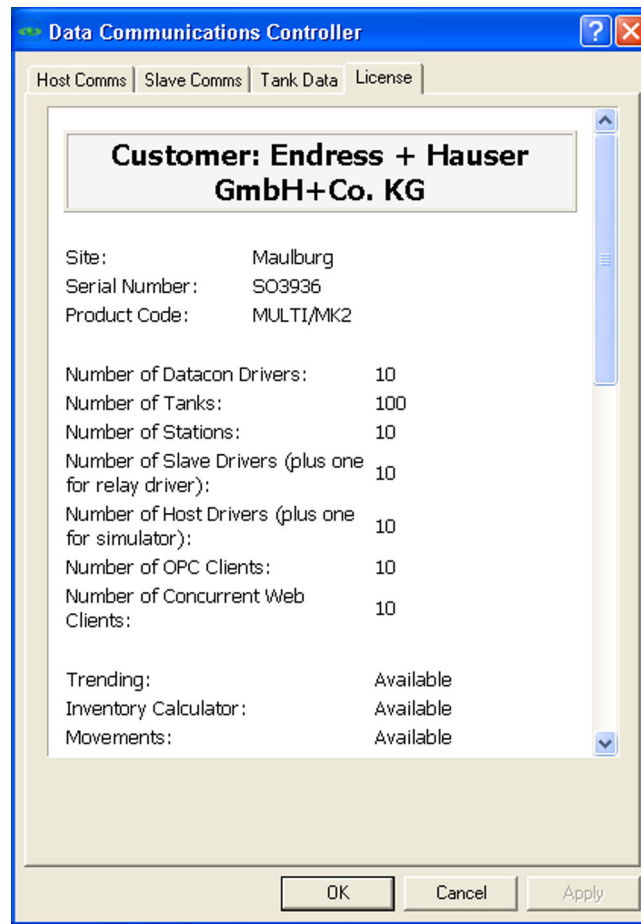 Data Communications Controller
Host Comms Slave Comms Tank Data License
Customer: Endress + Hauser
GmbH+Co. KG
Site: Maulburg
Serial Number: SO3936
Product Code: MULTI/MK2
Number of Datacon Drivers: 10
Number of Tanks: 100
Number of Stations: 10
Number of Slave Drivers (plus one
for relay driver): 10
Number of Host Drivers (plus one
for simulator): 10
Number of OPC Clients: 10
Number of Concurrent Web
Clients: 10
Trending: Available
Inventory Calculator: Available
Movements: Available
OK Cancel Apply